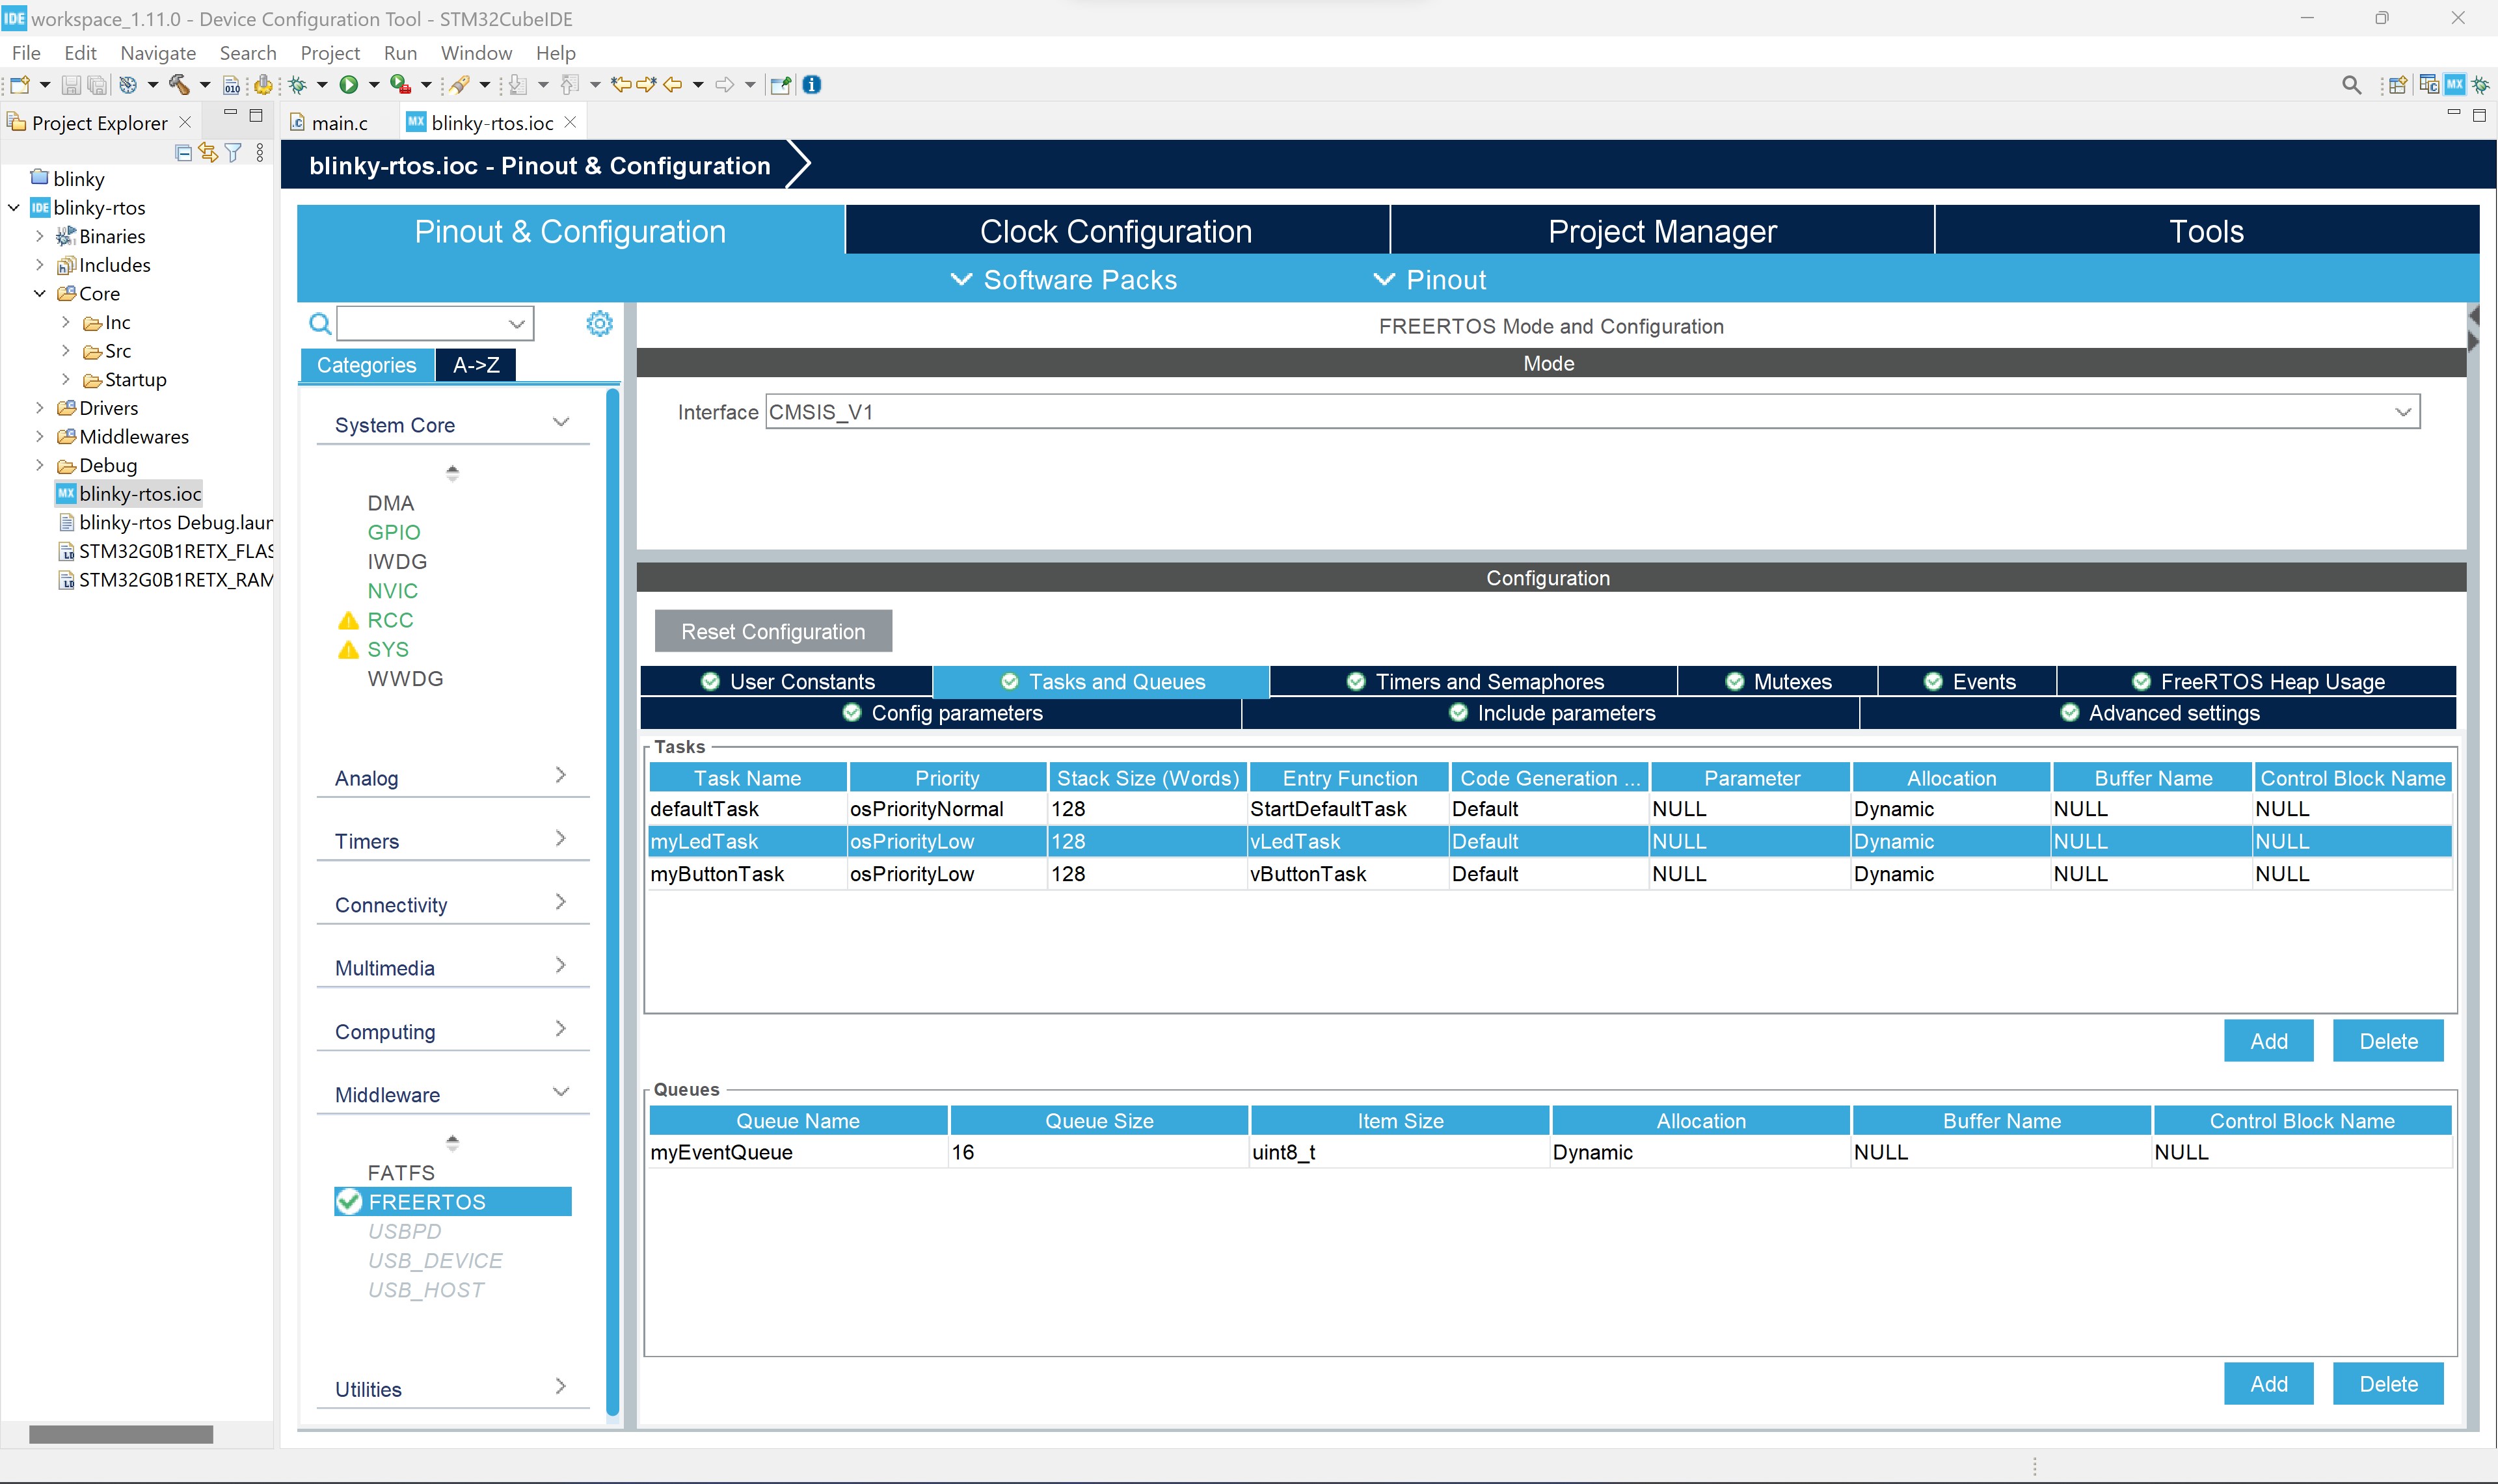 IDE workspace_1.11.0 - Device Configuration Tool - STM32CubeIDE
File Edit Navigate Search Project Run Window Help
010
MX
Project Explorer
main.c
MX blinky-rtos.ioc
blinky
IDE blinky-rtos
Binaries
Includes
Core
Inc
Src
Startup
Drivers
Middlewares
Debug
MX blinky-rtos.ioc
blinky-rtos Debug.laun
STM32G0B1RETX_FLAS
STM32G0B1RETX_RAM
blinky-rtos.ioc - Pinout & Configuration
Pinout & Configuration Clock Configuration Project Manager Tools
Software Packs Pinout
Categories A->Z
System Core
DMA
GPIO
IWDG
NVIC
RCC
SYS
WWDG
Analog
Timers
Connectivity
Multimedia
Computing
Middleware
FATFS
FREERTOS
USBPD
USB_DEVICE
USB_HOST
Utilities
FREERTOS Mode and Configuration
Mode
Interface CMSIS_V1
Configuration
Reset Configuration
User Constants Tasks and Queues Timers and Semaphores Mutexes Events FreeRTOS Heap Usage
Config parameters Include parameters Advanced settings
Tasks
Task Name Priority Stack Size (Words) Entry Function Code Generation ... Parameter Allocation Buffer Name Control Block Name
defaultTask osPriorityNormal 128 StartDefaultTask Default NULL Dynamic NULL NULL
myLedTask osPriorityLow 128 vLedTask Default NULL Dynamic NULL NULL
myButtonTask osPriorityLow 128 vButtonTask Default NULL Dynamic NULL NULL
Add Delete
Queues
Queue Name Queue Size Item Size Allocation Buffer Name Control Block Name
myEventQueue 16 uint8_t Dynamic NULL NULL
Add Delete